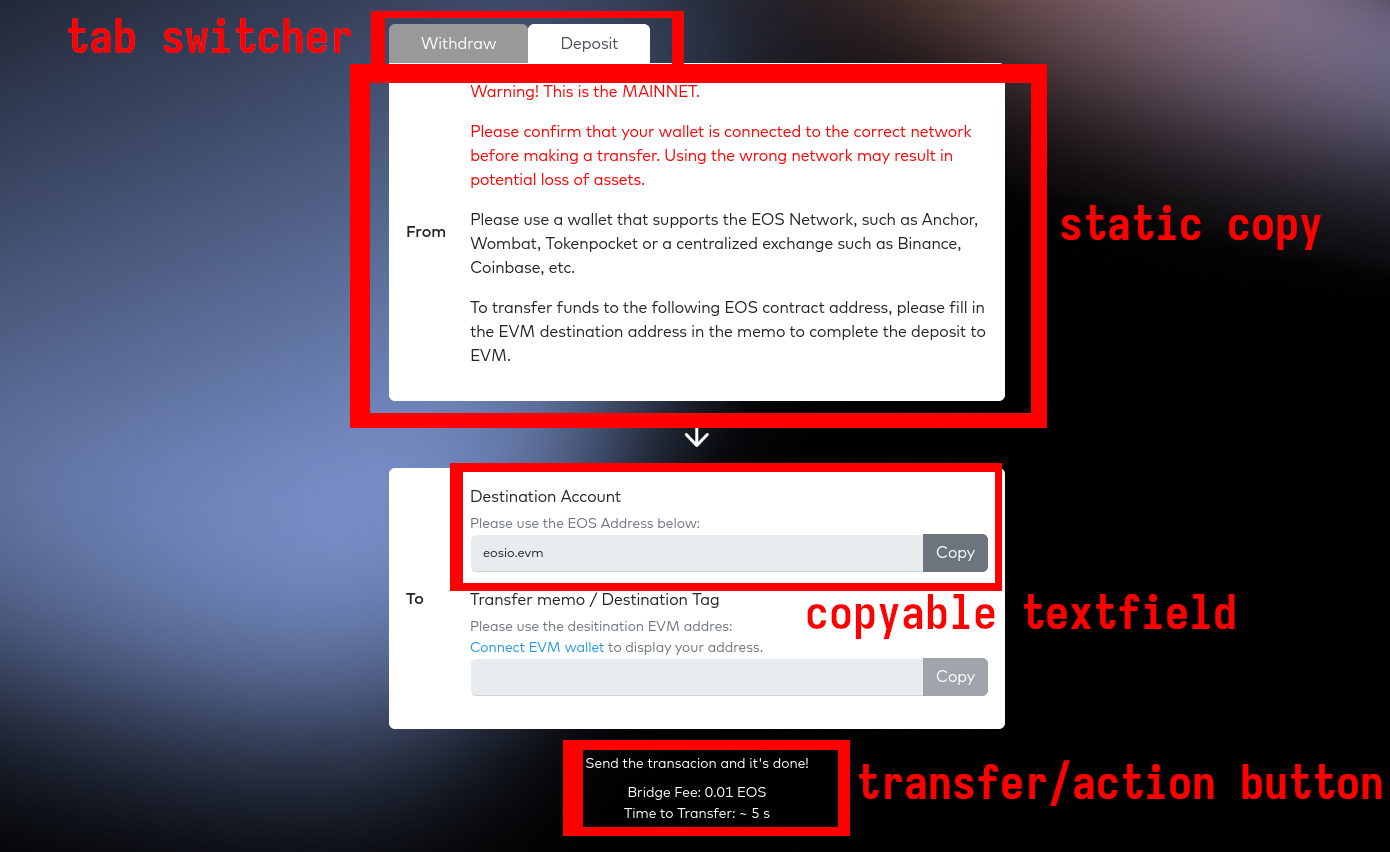 tab switcher
Withdraw
Deposit
Warning! This is the MAINNET.
Please confirm that your wallet is connected to the correct network
before making a transfer. Using the wrong network may result in
potential loss of assets.
From
Please use a wallet that supports the EOS Network, such as Anchor,
Wombat, Tokenpocket or a centralized exchange such as Binance,
Coinbase, etc.
To transfer funds to the following EOS contract address, please fill in
the EVM destination address in the memo to complete the deposit to
EVM.
static copy
Destination Account
Please use the EOS Address below:
eosio.evm
Copy
To
Transfer memo / Destination Tag
Please use the desitination EVM addres:
Connect EVM wallet to display your address.
Copy
copyable textfield
Send the transacion and it's done!
Bridge Fee: 0.01 EOS
Time to Transfer: ~ 5 s
transfer/action button